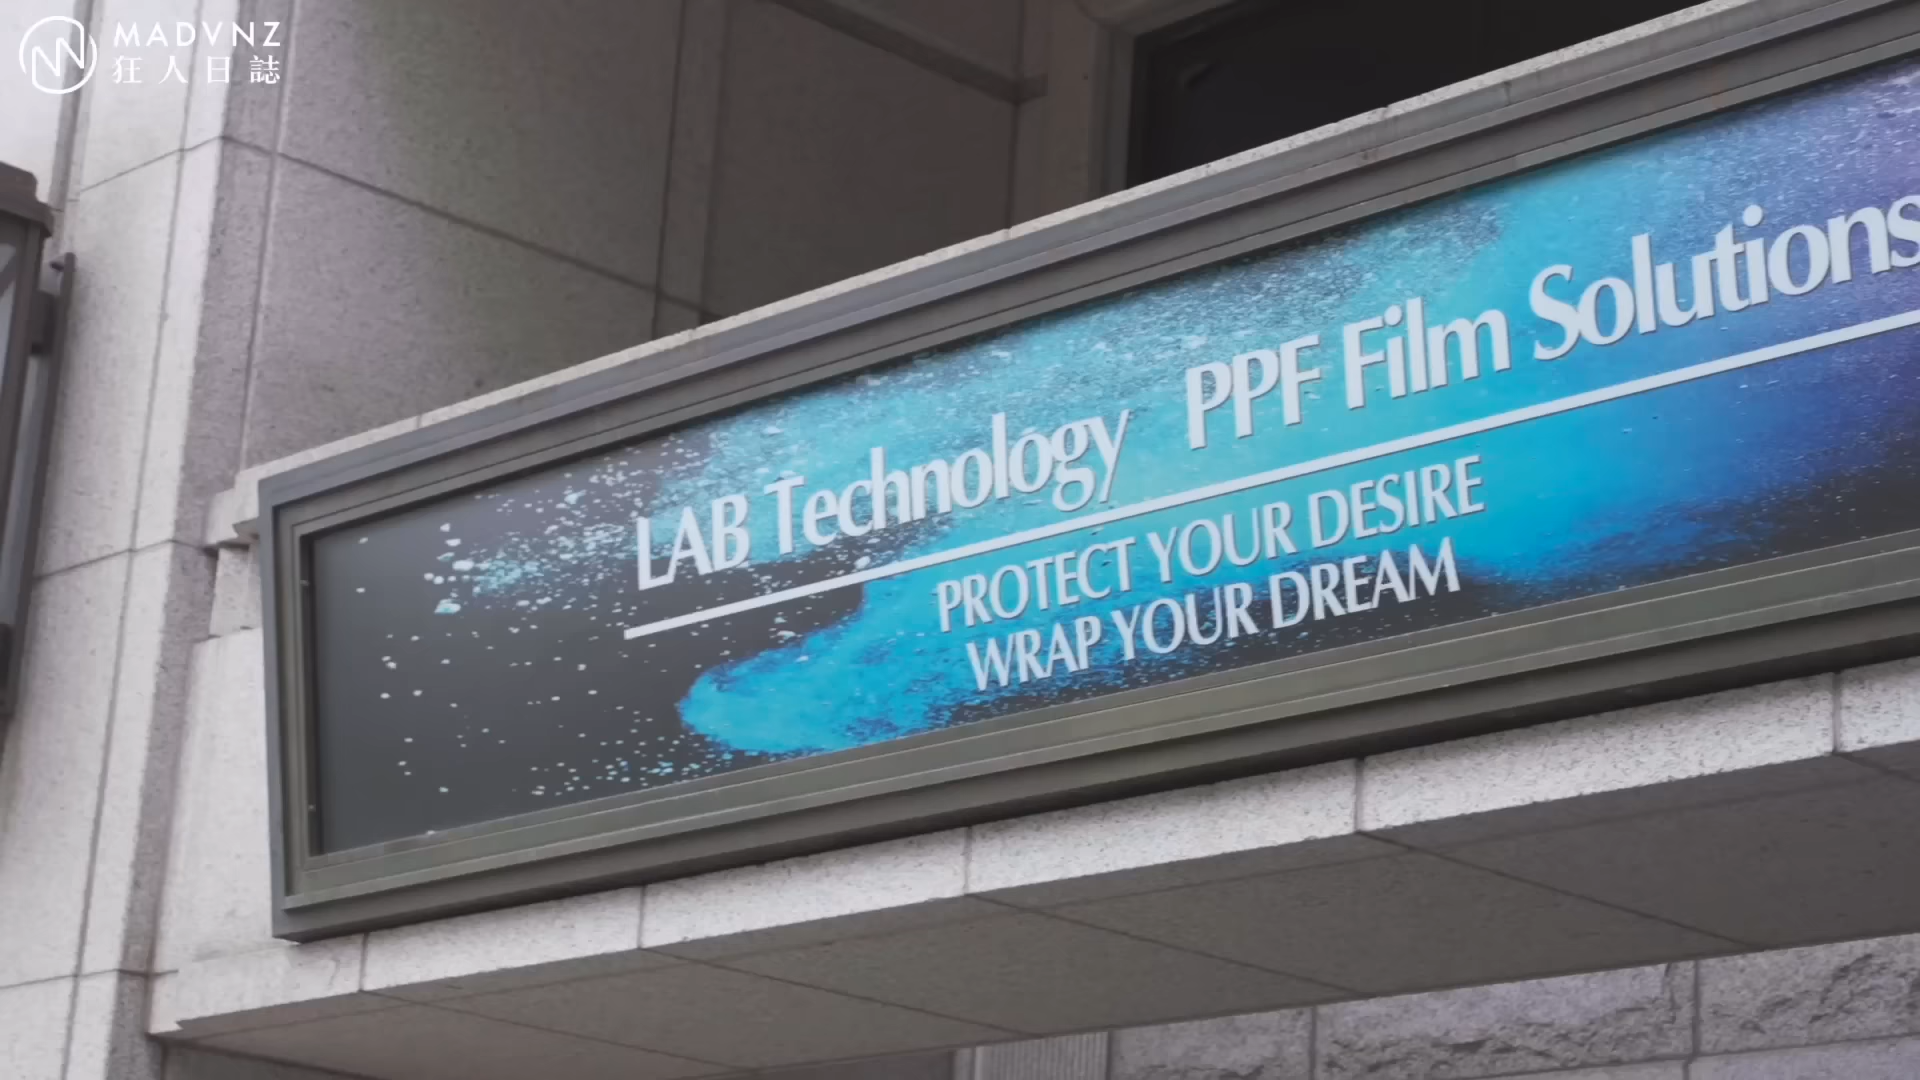 MADVNZ
狂人日誌
LAB Technology PPF Film Solutions
PROTECT YOUR DESIRE
WRAP YOUR DREAM